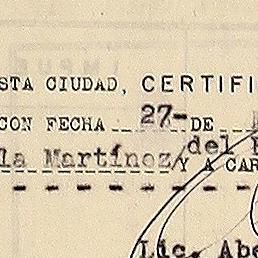 STA CIUDAD, CERTIFI
CON FECHA 27- DE
del
la Martínez/Y A CAR
Lic. Abe